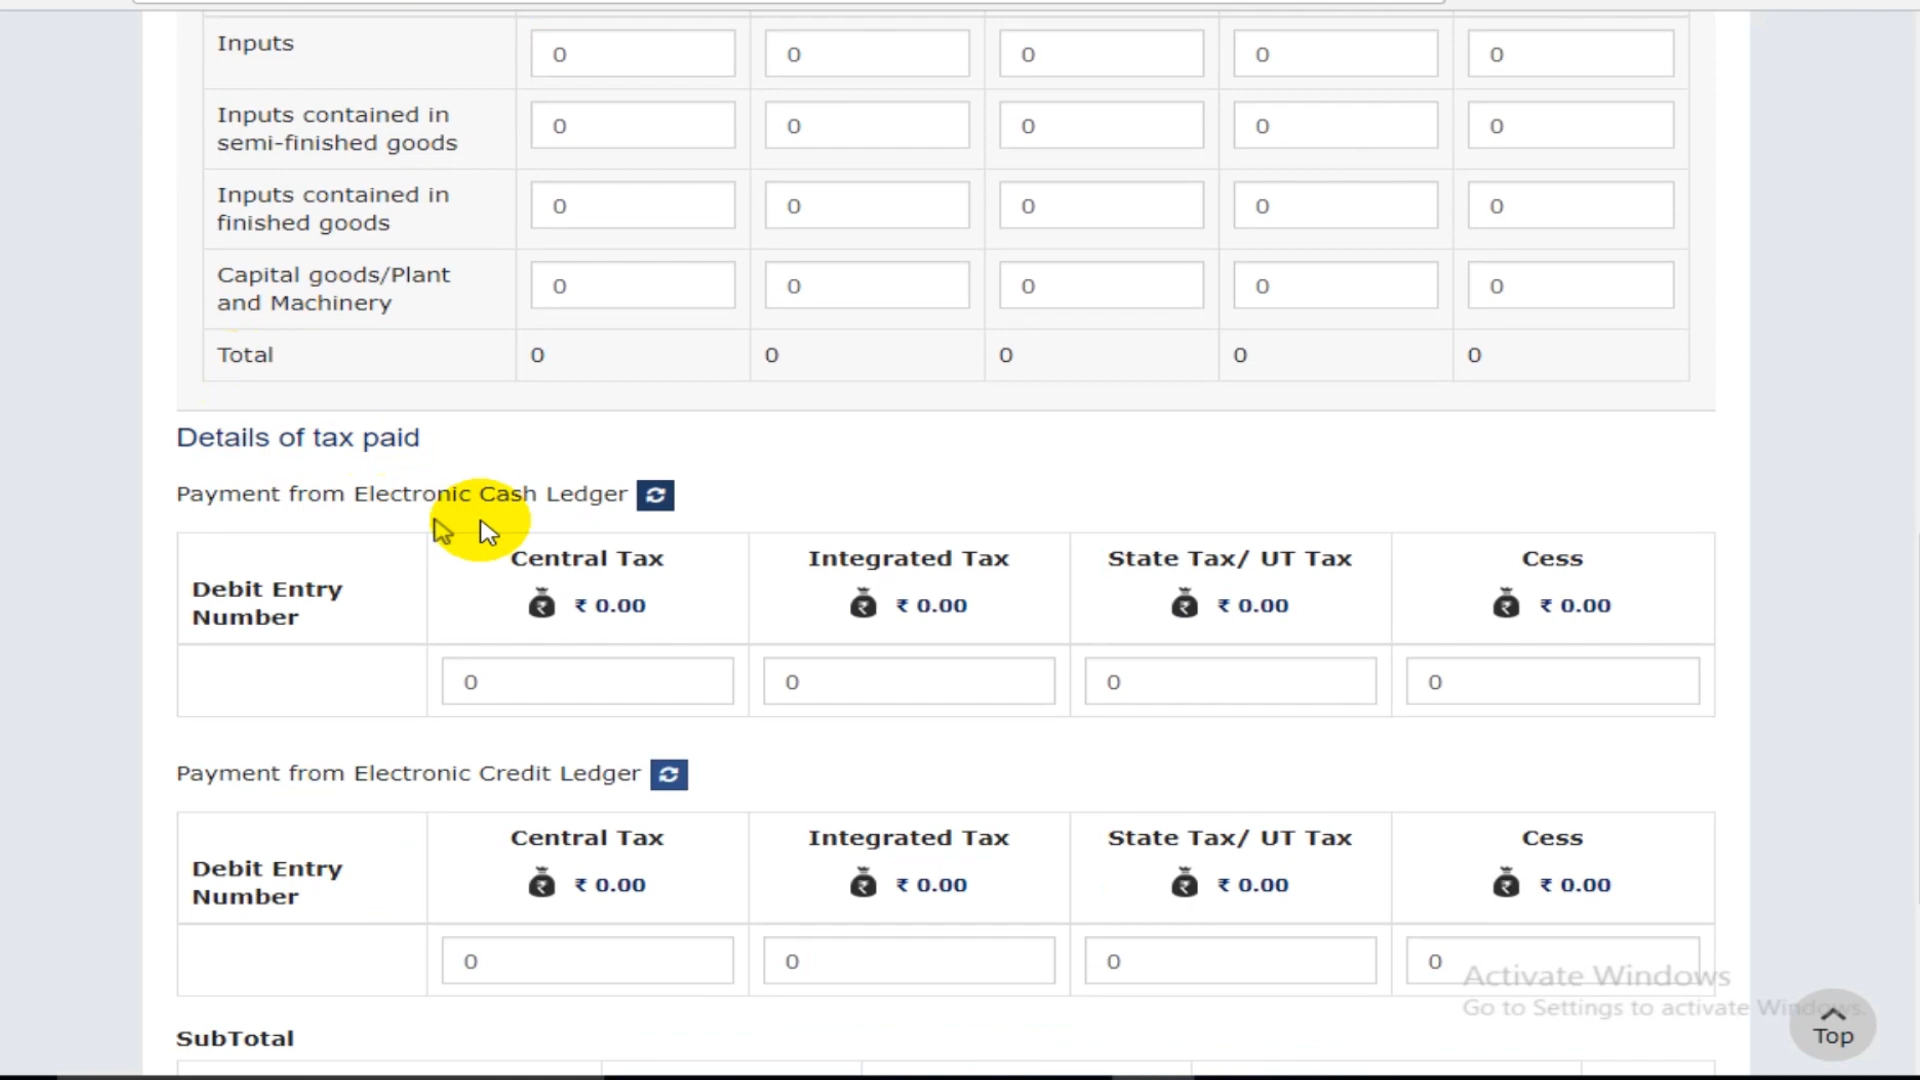 Inputs 0 0 0 0 0
Inputs contained in
semi-finished goods 0 0 0 0 0
Inputs contained in
finished goods 0 0 0 0 0
Capital goods/Plant
and Machinery 0 0 0 0 0
Total 0 0 0 0 0
Details of tax paid
Payment from Electronic Cash Ledger
Debit Entry
Number
Central Tax Integrated Tax State Tax/ UT Tax Cess
₹ 0.00 ₹ 0.00 ₹ 0.00 ₹ 0.00
0 0 0 0
Payment from Electronic Credit Ledger
Debit Entry
Number
Central Tax Integrated Tax State Tax/ UT Tax Cess
₹ 0.00 ₹ 0.00 ₹ 0.00 ₹ 0.00
0 0 0 0
Activate Windows
Go to Settings to activate Windows.
Top
SubTotal